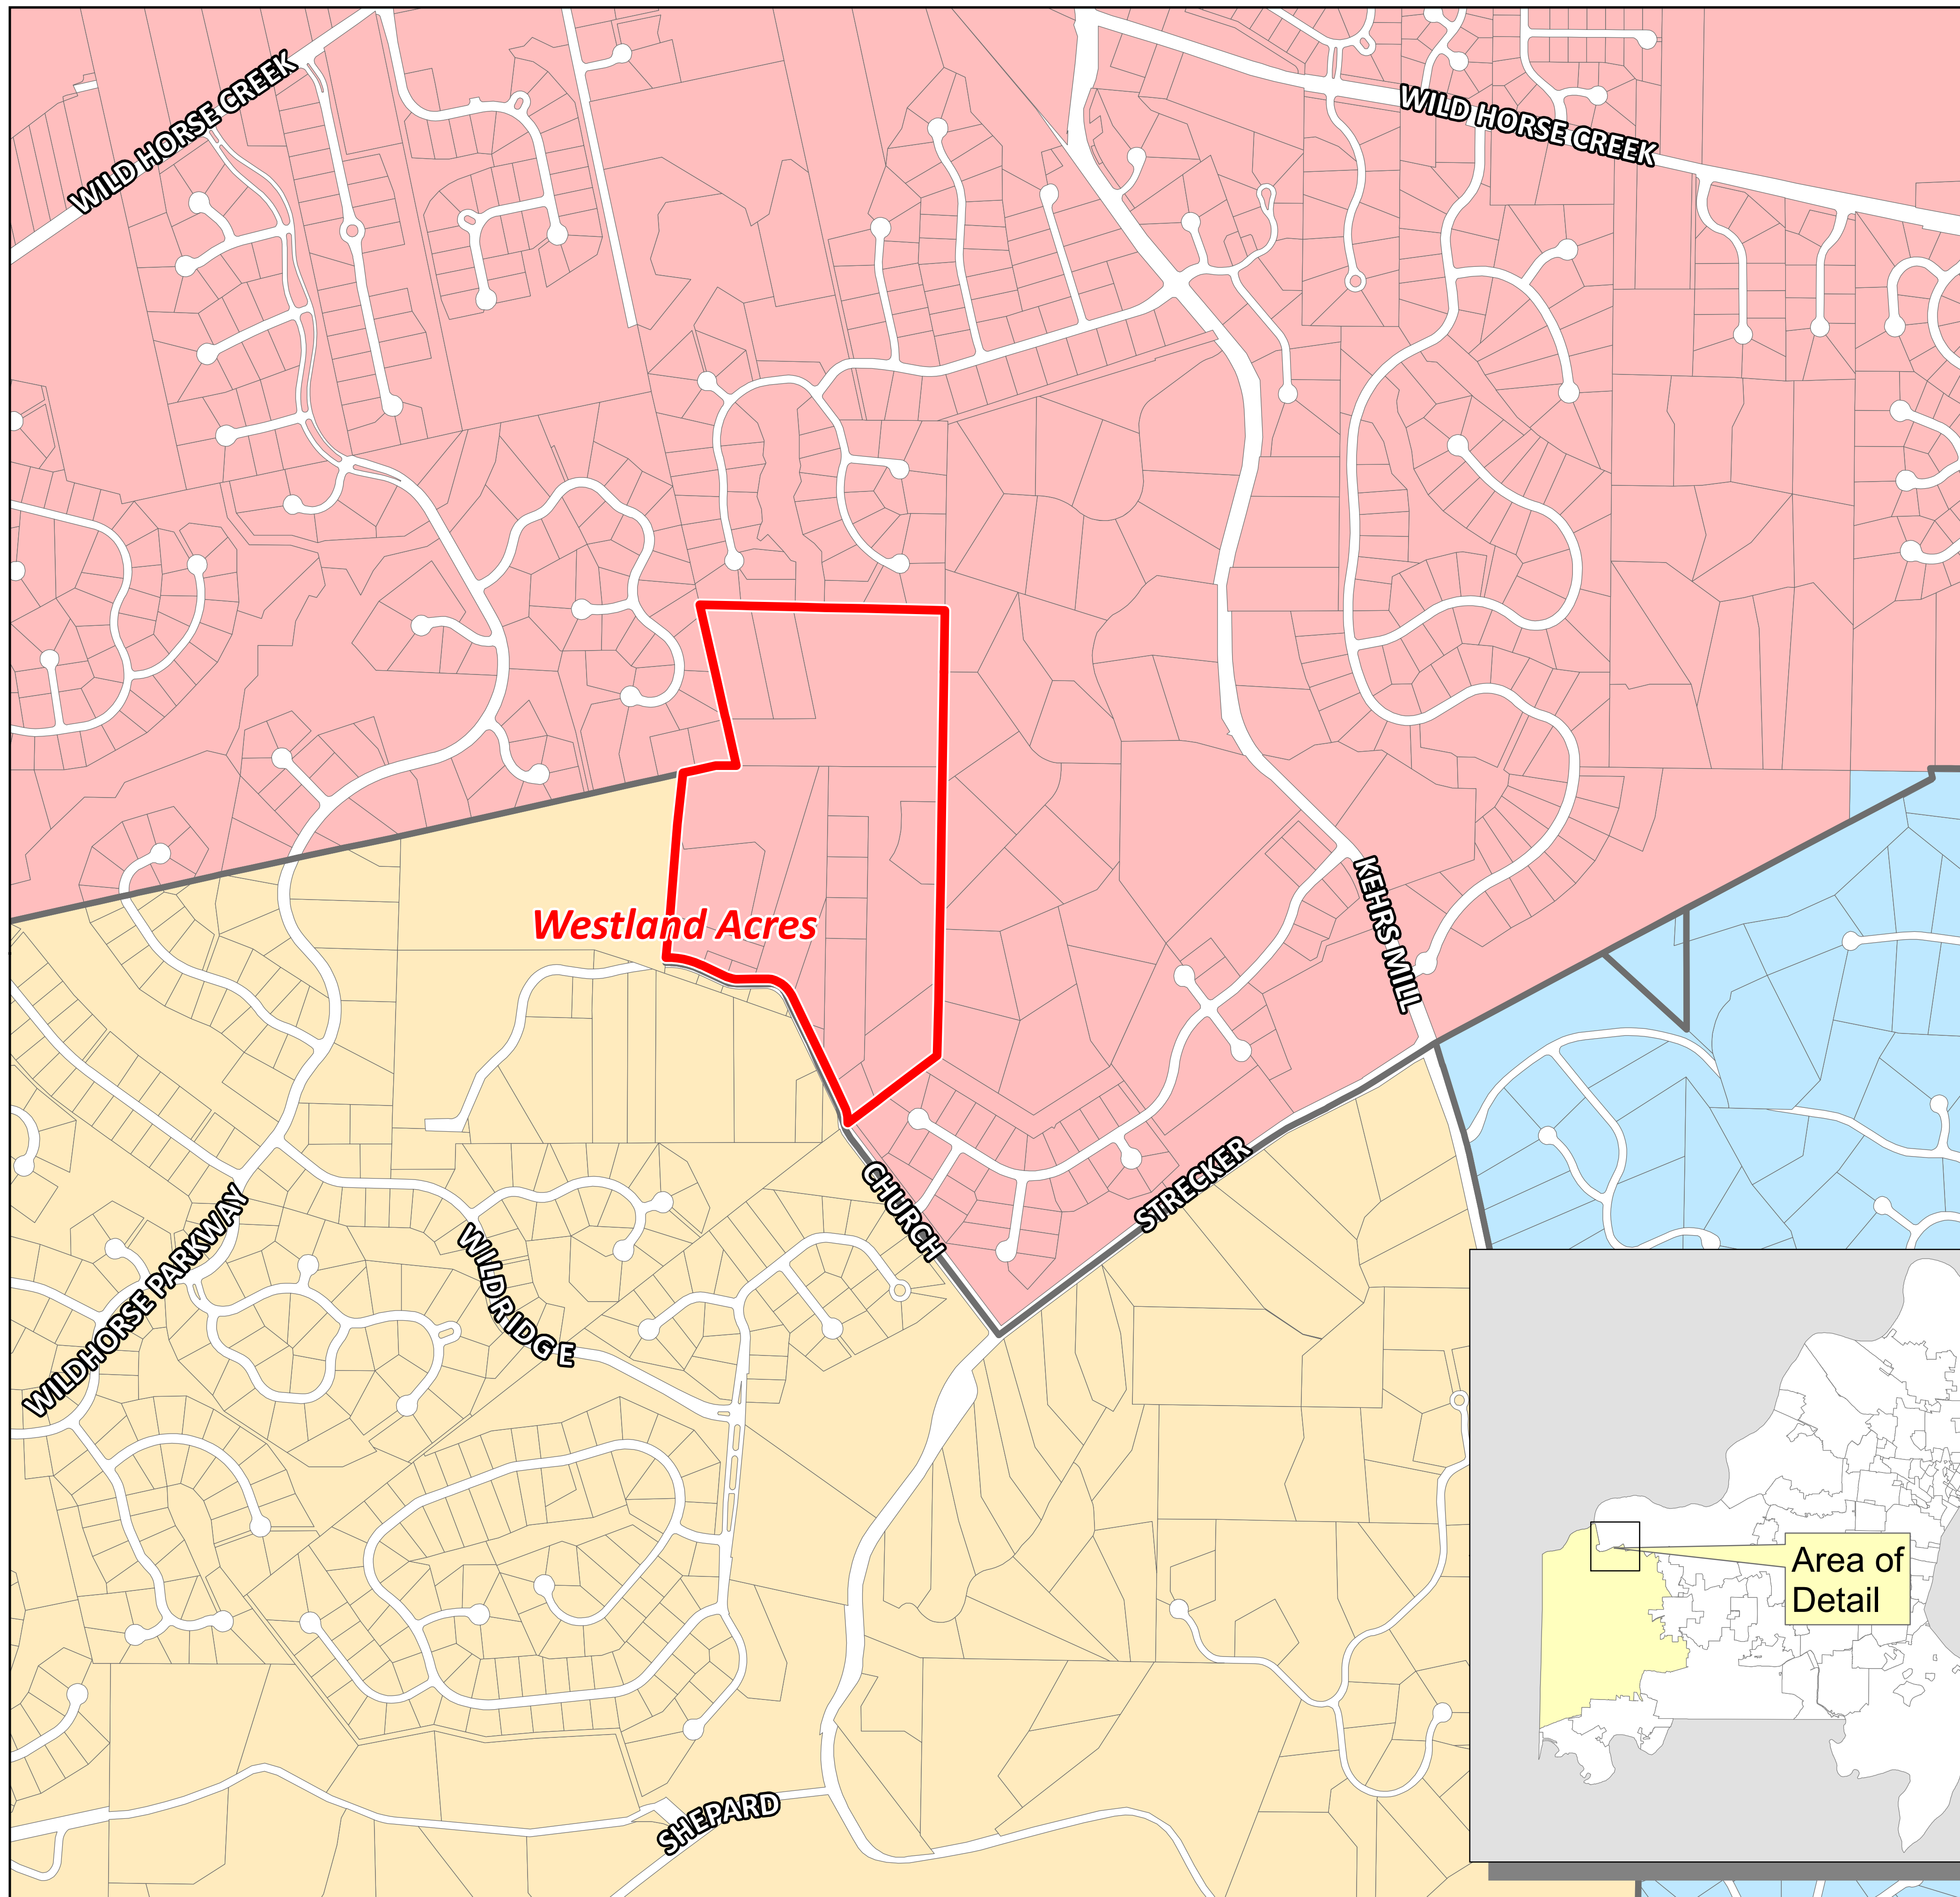 WILD HORSE CREEK
WILD HORSE CREEK
KEHRS MILL
Westland Acres
CHURCH
STRECKER
WILDHORSE PARKWAY
WILDRIDGE
Area of
Detail
SHEPARD